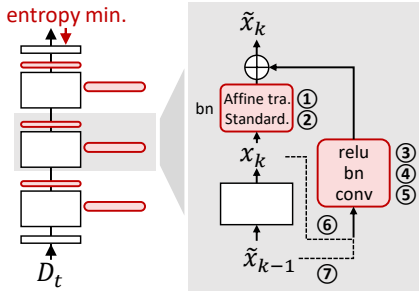 entropy min.
D_t
x̃_k
bn
Affine tra. ①
Standard. ②
x_k
relu ③
bn ④
conv ⑤
⑥
x̃_{k−1}
⑦